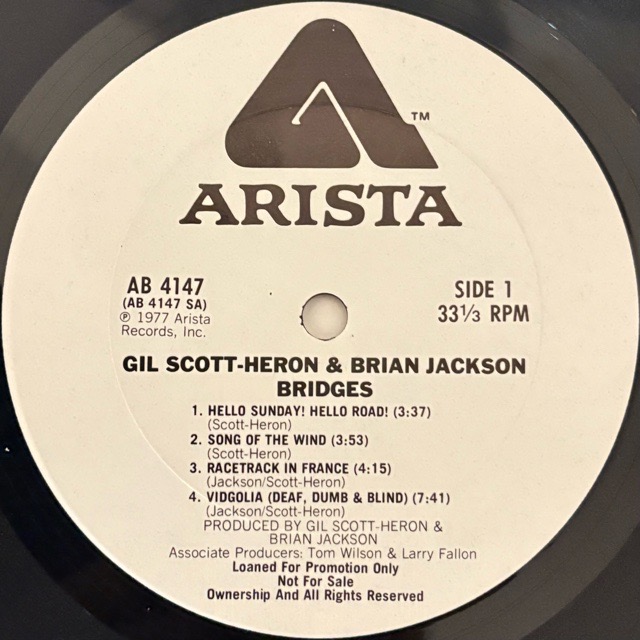 TM
ARISTA
AB 4147
(AB 4147 SA)
℗ 1977 Arista
Records, Inc.
SIDE 1
33⅓ RPM
GIL SCOTT-HERON & BRIAN JACKSON
BRIDGES
1. HELLO SUNDAY! HELLO ROAD! (3:37)
(Scott-Heron)
2. SONG OF THE WIND (3:53)
(Scott-Heron)
3. RACETRACK IN FRANCE (4:15)
(Jackson/Scott-Heron)
4. VIDGOLIA (DEAF, DUMB & BLIND) (7:41)
(Jackson/Scott-Heron)
PRODUCED BY GIL SCOTT-HERON &
BRIAN JACKSON
Associate Producers: Tom Wilson & Larry Fallon
Loaned For Promotion Only
Not For Sale
Ownership And All Rights Reserved